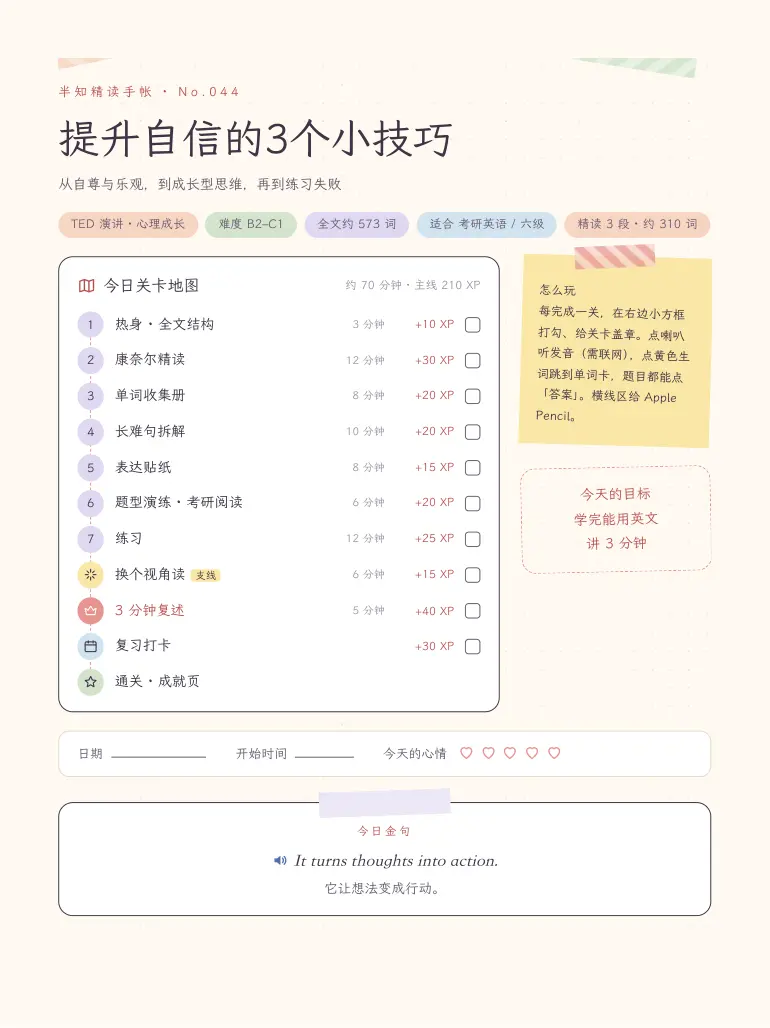 半知精读手帐 · No.044
提升自信的3个小技巧
从自尊与乐观，到成长型思维，再到练习失败
TED 演讲·心理成长 难度 B2–C1 全文约 573 词 适合 考研英语 / 六级 精读 3 段·约 310 词
今日关卡地图 约 70 分钟·主线 210 XP
1 热身·全文结构 3 分钟 +10 XP
2 康奈尔精读 12 分钟 +30 XP
3 单词收集册 8 分钟 +20 XP
4 长难句拆解 10 分钟 +20 XP
5 表达贴纸 8 分钟 +15 XP
6 题型演练·考研阅读 6 分钟 +20 XP
7 练习 12 分钟 +25 XP
换个视角读 支线 6 分钟 +15 XP
3 分钟复述 5 分钟 +40 XP
复习打卡 +30 XP
通关·成就页
怎么玩
每完成一关，在右边小方框
打勾、给关卡盖章。点喇叭
听发音（需联网），点黄色生
词跳到单词卡，题目都能点
「答案」。横线区给 Apple
Pencil。
今天的目标
学完能用英文
讲 3 分钟
日期 开始时间 今天的心情
今日金句
It turns thoughts into action.
它让想法变成行动。